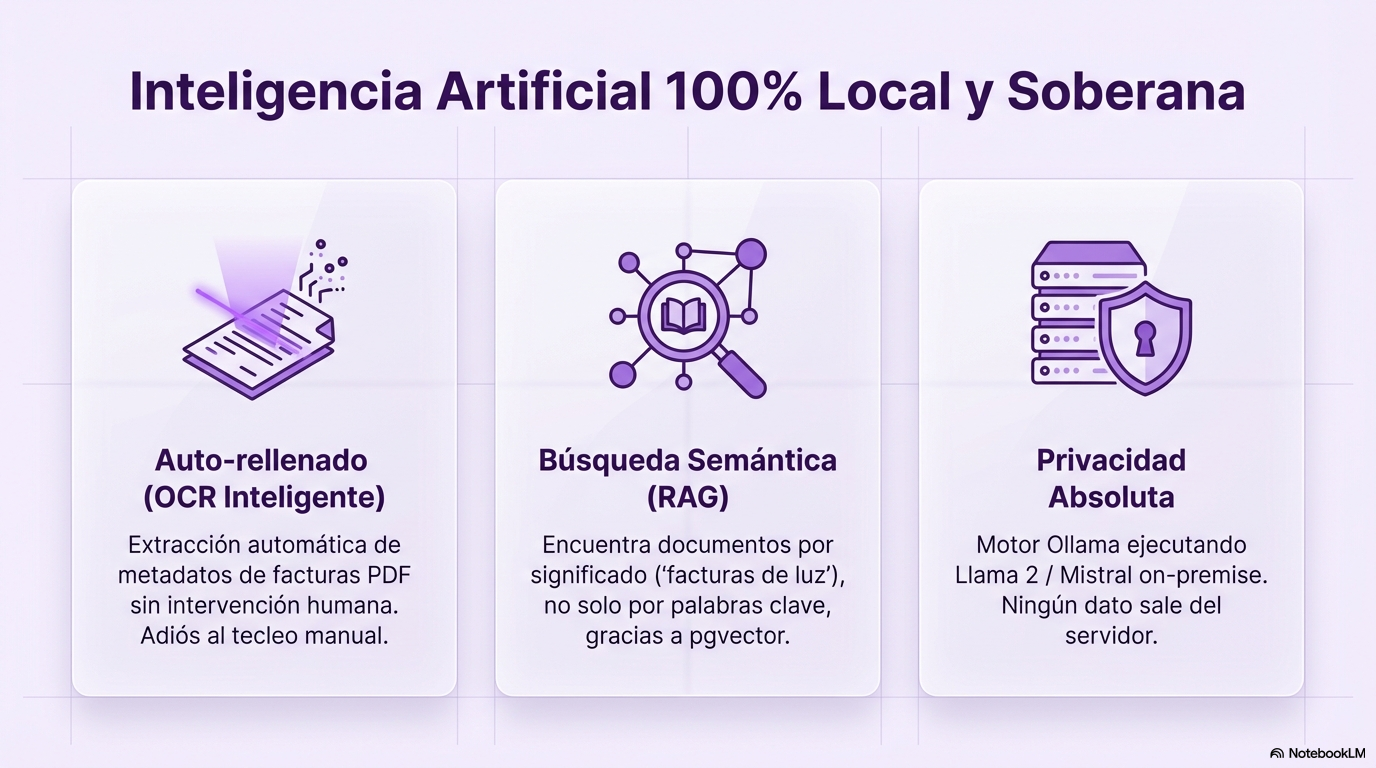 Inteligencia Artificial 100% Local y Soberana
Auto-rellenado
(OCR Inteligente)
Extracción automática de
metadatos de facturas PDF
sin intervención humana.
Adiós al tecleo manual.
Búsqueda Semántica
(RAG)
Encuentra documentos por
significado (‘facturas de luz’),
no solo por palabras clave,
gracias a pgvector.
Privacidad
Absoluta
Motor Ollama ejecutando
Llama 2 / Mistral on-premise.
Ningún dato sale del
servidor.
NotebookLM